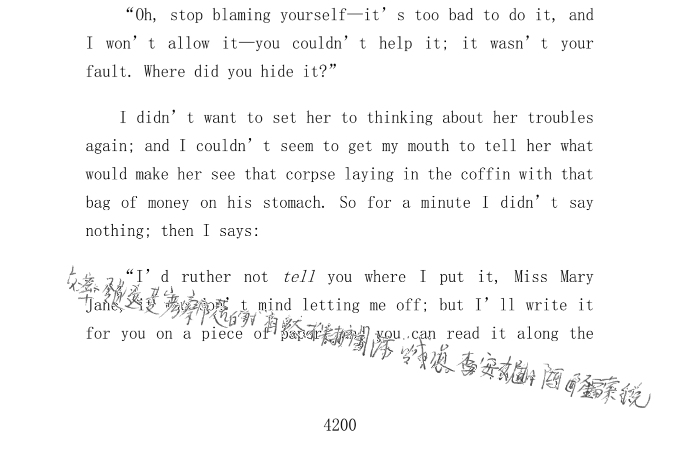 “Oh, stop blaming yourself—it’s too bad to do it, and
I won’t allow it—you couldn’t help it; it wasn’t your
fault. Where did you hide it?”
I didn’t want to set her to thinking about her troubles
again; and I couldn’t seem to get my mouth to tell her what
would make her see that corpse laying in the coffin with that
bag of money on his stomach. So for a minute I didn’t say
nothing; then I says:
“I’d ruther not tell you where I put it, Miss Mary
Jane, ’t mind letting me off; but I’ll write it
for you on a piece of you can read it along the
4200